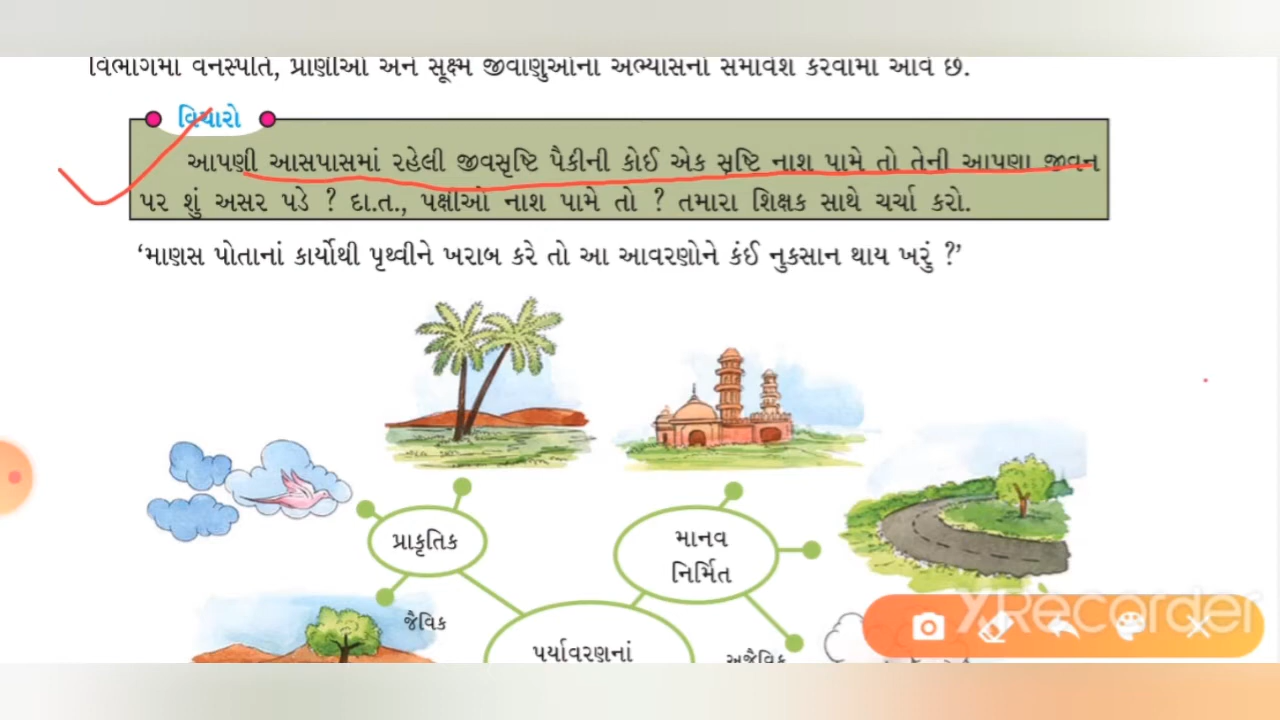 વિભાગમાં વનસ્પતિ, પ્રાણીઓ અને સૂક્ષ્મ જીવાણુઓના અભ્યાસનો સમાવેશ કરવામાં આવે છે.
વિચારો
આપણી આસપાસમાં રહેલી જીવસૃષ્ટિ પૈકીની કોઈ એક સૃષ્ટિ નાશ પામે તો તેની આપણા જીવન
પર શું અસર પડે ? દા.ત., પક્ષીઓ નાશ પામે તો ? તમારા શિક્ષક સાથે ચર્ચા કરો.
‘માણસ પોતાનાં કાર્યોથી પૃથ્વીને ખરાબ કરે તો આ આવરણોને કંઈ નુકસાન થાય ખરું ?’
પ્રાકૃતિક
માનવ
નિર્મિત
જૈવિક
પર્યાવરણનાં
અજૈવિક
XRecorder